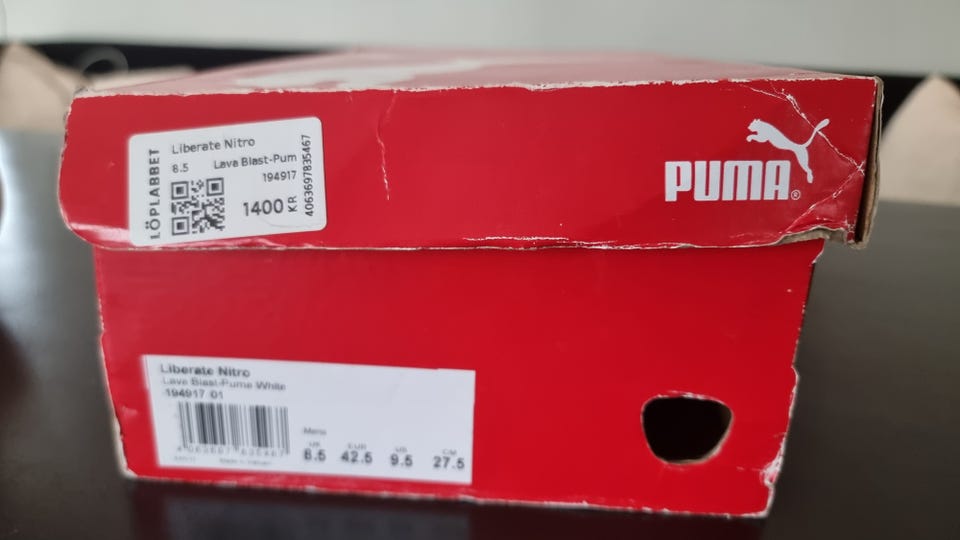 LÖPLABBET
Liberate Nitro
8.5 Lava Blast-Pum
194917
1400 KR
4063697835467
PUMA®
Liberate Nitro
Lava Blast-Puma White
194917 01
Mens
UK EUR US CM
8.5 42.5 9.5 27.5